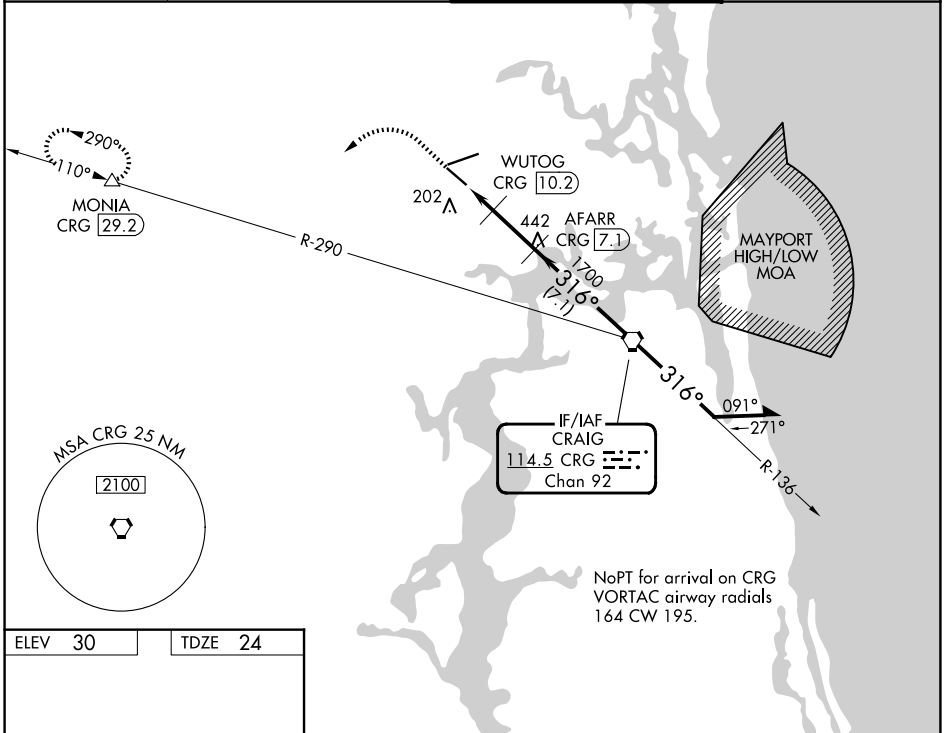 290°
110°
MONIA
CRG 29.2
R-290
202
WUTOG
CRG 10.2
442
AFARR
CRG 7.1
1700
316°
(7.1)
MAYPORT
HIGH/LOW
MOA
316°
091°
271°
R-136
IF/IAF
CRAIG
114.5 CRG
Chan 92
MSA CRG 25 NM
2100
NoPT for arrival on CRG
VORTAC airway radials
164 CW 195.
ELEV 30
TDZE 24